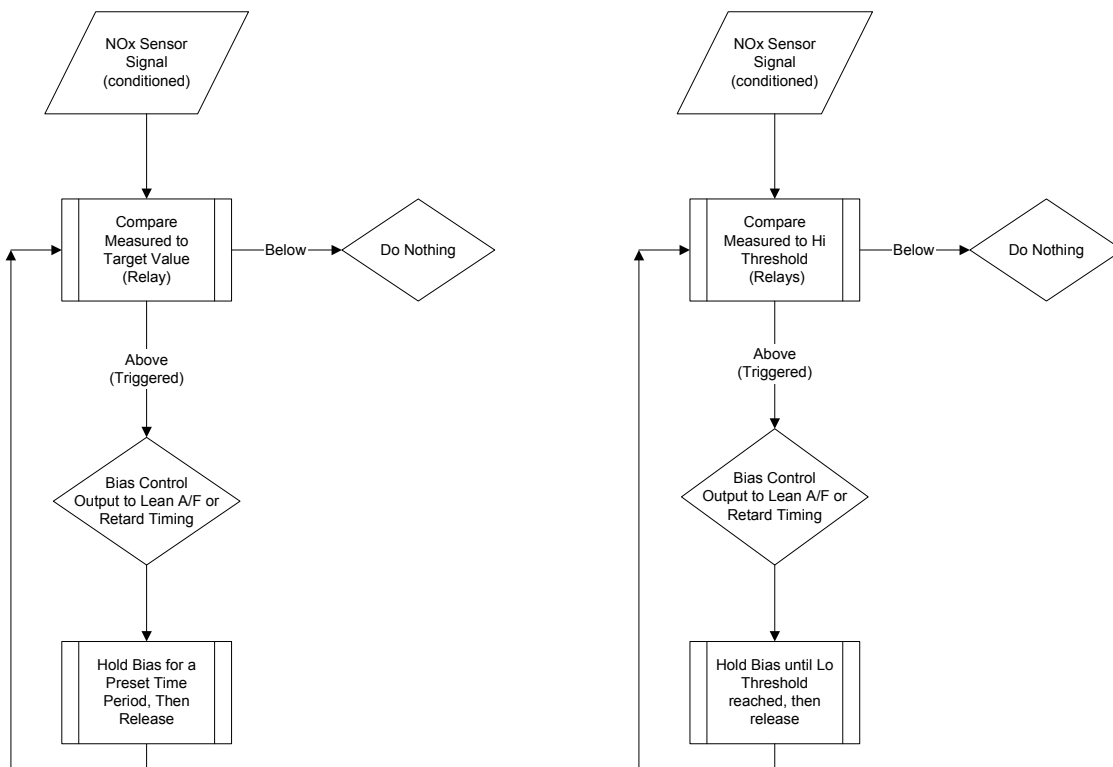 NOx Sensor
Signal
(conditioned)
Compare
Measured to
Target Value
(Relay)
Below
Do Nothing
Above
(Triggered)
Bias Control
Output to Lean A/F or
Retard Timing
Hold Bias for a
Preset Time
Period, Then
Release
NOx Sensor
Signal
(conditioned)
Compare
Measured to Hi
Threshold
(Relays)
Below
Do Nothing
Above
(Triggered)
Bias Control
Output to Lean A/F or
Retard Timing
Hold Bias until Lo
Threshold
reached, then
release